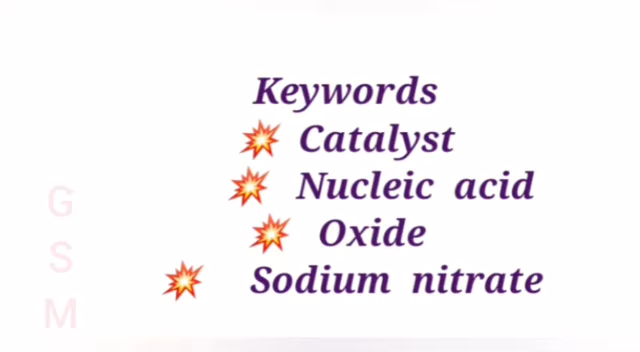 Keywords
💥 Catalyst
💥 Nucleic acid
💥 Oxide
💥 Sodium nitrate
G
S
M